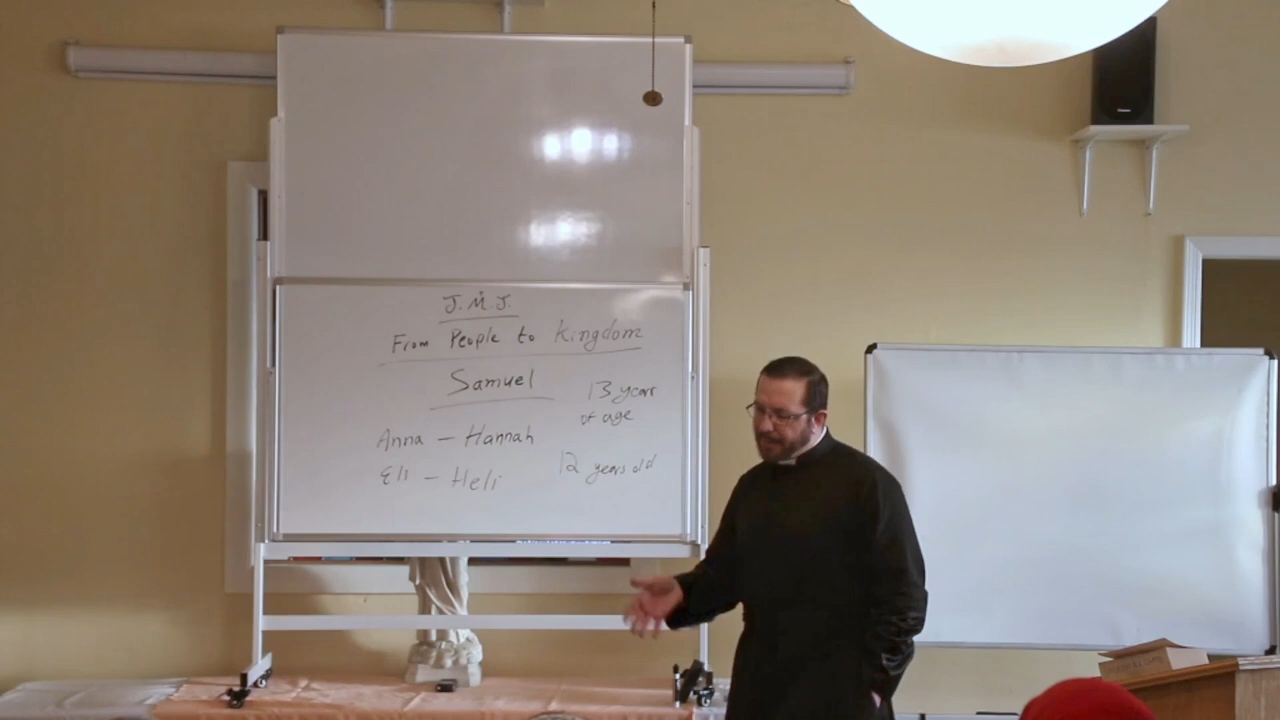 J.M.J.
From People to Kingdom
Samuel
13 years
of age
Anna – Hannah
Eli – Heli
12 years old